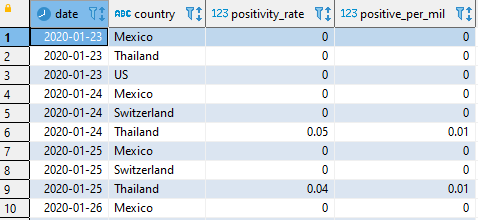 date ABC country 123 positivity_rate 123 positive_per_mil
1 2020-01-23 Mexico 0 0
2 2020-01-23 Thailand 0 0
3 2020-01-23 US 0 0
4 2020-01-24 Mexico 0 0
5 2020-01-24 Switzerland 0 0
6 2020-01-24 Thailand 0.05 0.01
7 2020-01-25 Mexico 0 0
8 2020-01-25 Switzerland 0 0
9 2020-01-25 Thailand 0.04 0.01
10 2020-01-26 Mexico 0 0